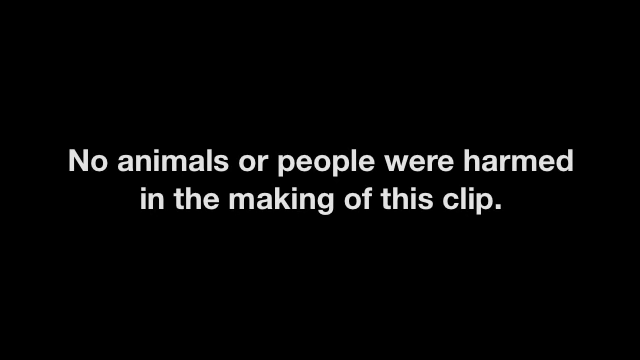 No animals or people were harmed
in the making of this clip.